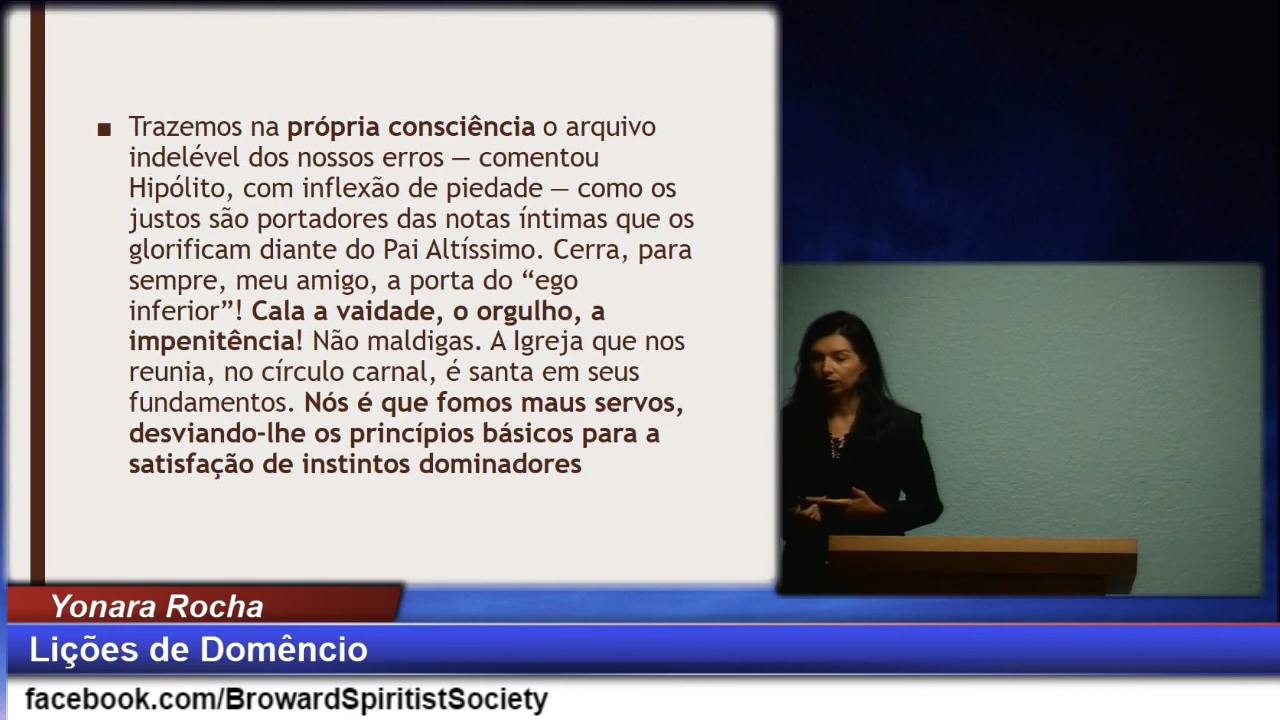 ■ Trazemos na própria consciência o arquivo
indelével dos nossos erros — comentou
Hipólito, com inflexão de piedade — como os
justos são portadores das notas íntimas que os
glorificam diante do Pai Altíssimo. Cerra, para
sempre, meu amigo, a porta do “ego
inferior”! Cala a vaidade, o orgulho, a
impenitência! Não maldigas. A Igreja que nos
reunia, no círculo carnal, é santa em seus
fundamentos. Nós é que fomos maus servos,
desviando-lhe os princípios básicos para a
satisfação de instintos dominadores
Yonara Rocha
Lições de Domêncio
facebook.com/BrowardSpiritistSociety